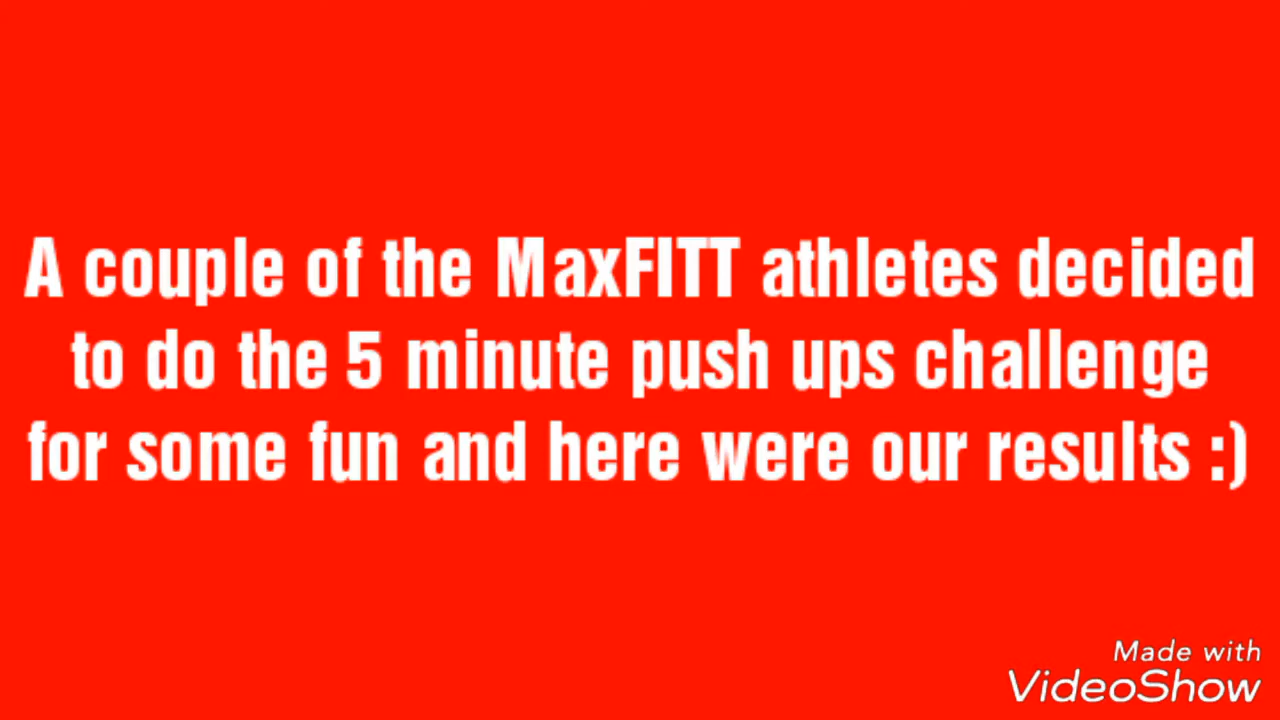 A couple of the MaxFITT athletes decided
to do the 5 minute push ups challenge
for some fun and here were our results :)
Made with
VideoShow